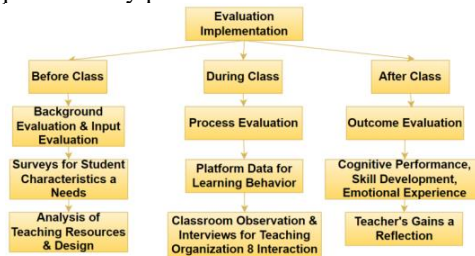 Evaluation
Implementation
Before Class
During Class
After Class
Background
Evaluation & Input
Evaluation
Process Evaluation
Outcome Evaluation
Surveys for Student
Characteristics a
Needs
Platform Data for
Learning Behavior
Cognitive Performance,
Skill Development,
Emotional Experience
Analysis of
Teaching Resources
& Design
Classroom Observation &
Interviews for Teaching
Organization 8 Interaction
Teacher's Gains a
Reflection